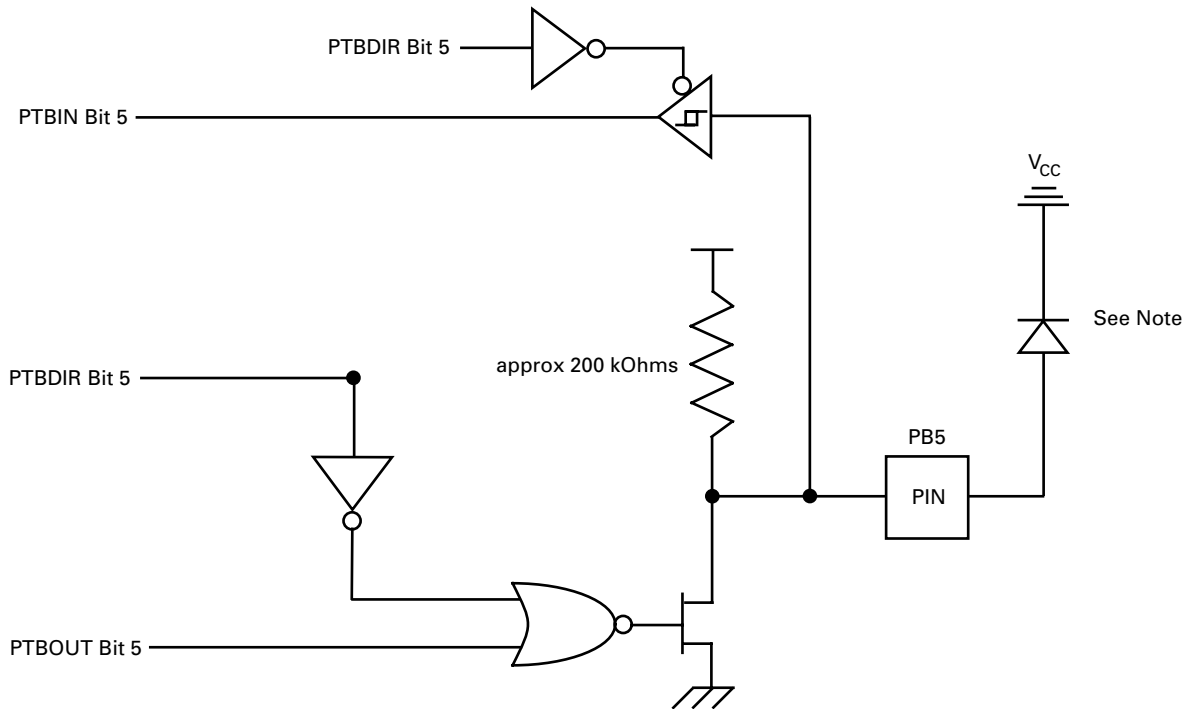 PTBDIR Bit 5
PTBIN Bit 5
VCC
See Note
approx 200 kOhms
PTBDIR Bit 5
PB5
PIN
PTBOUT Bit 5